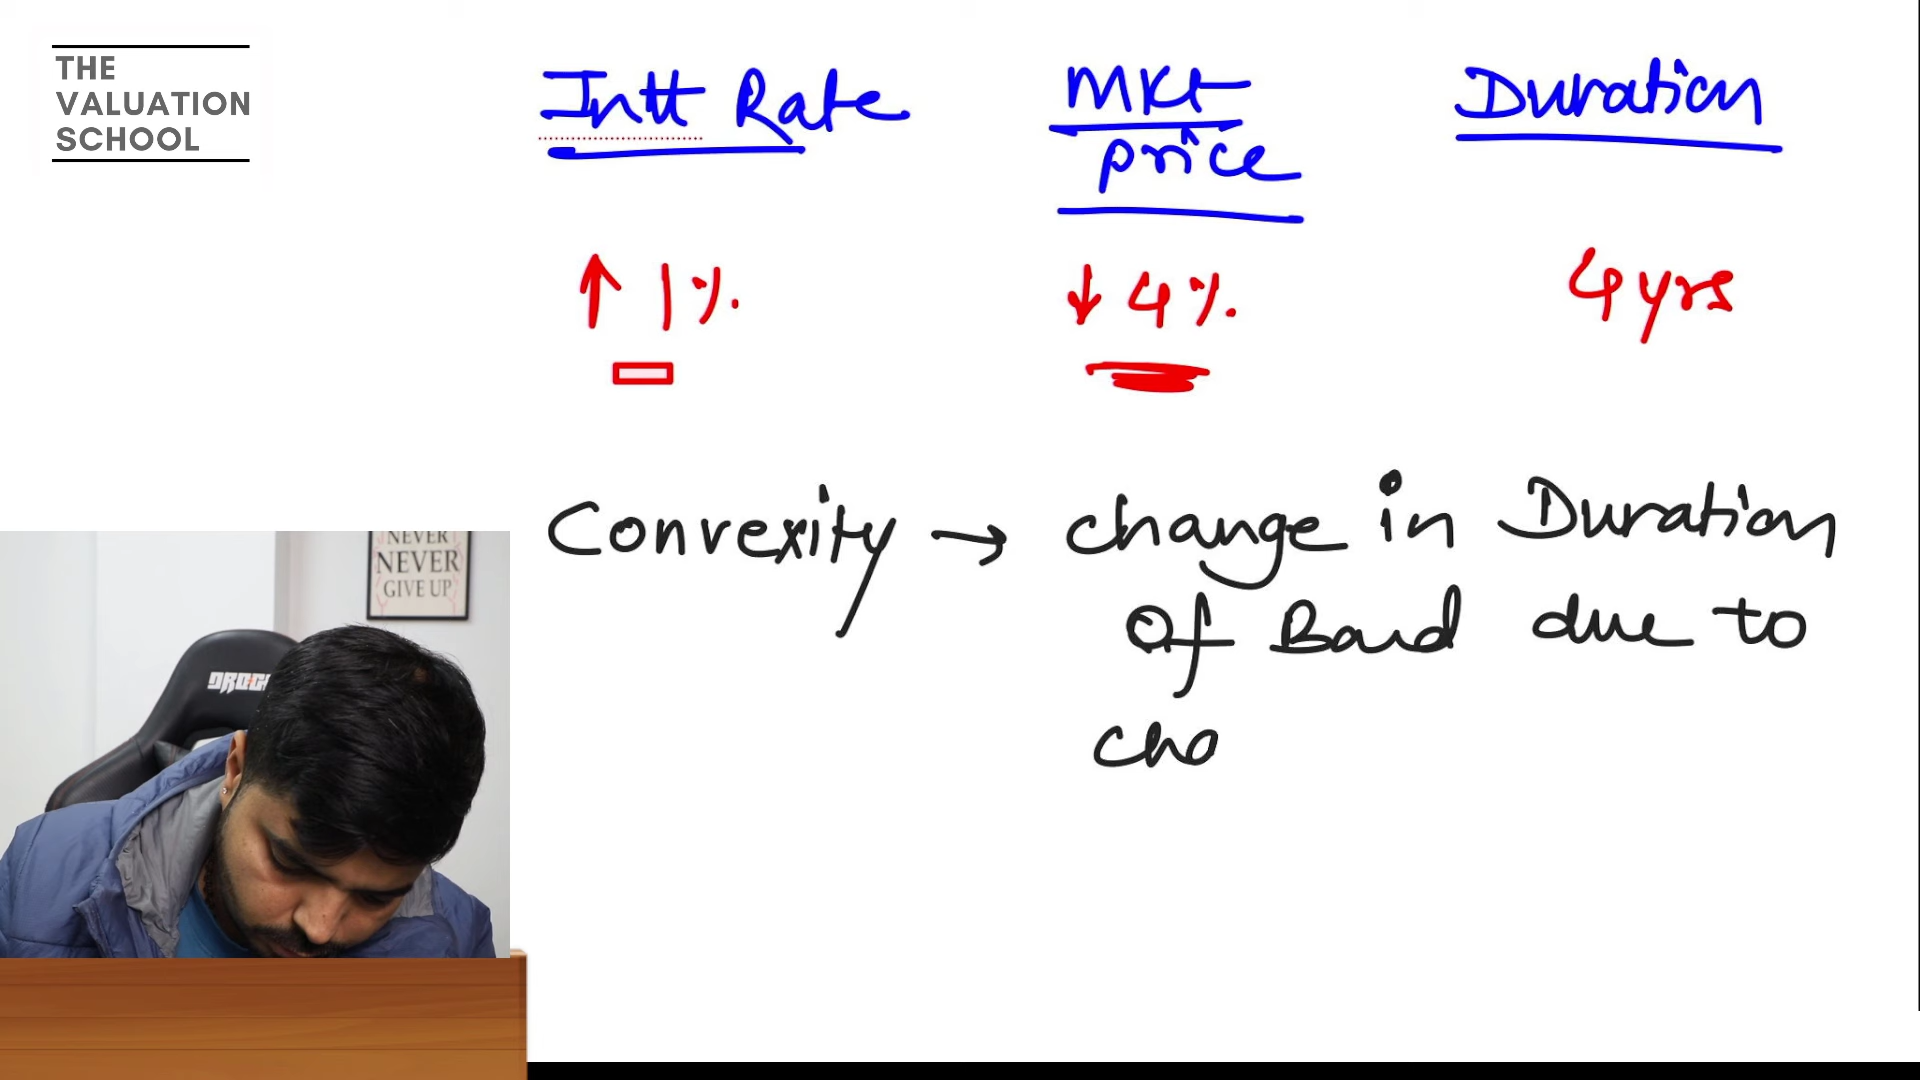 THE
VALUATION
SCHOOL
Intt Rate
Mkt
price
Duration
↑ 1%.
↓ 4%.
4 yrs
Convexity → change in Duration
Of Bond due to
cha
NEVER
NEVER
GIVE UP